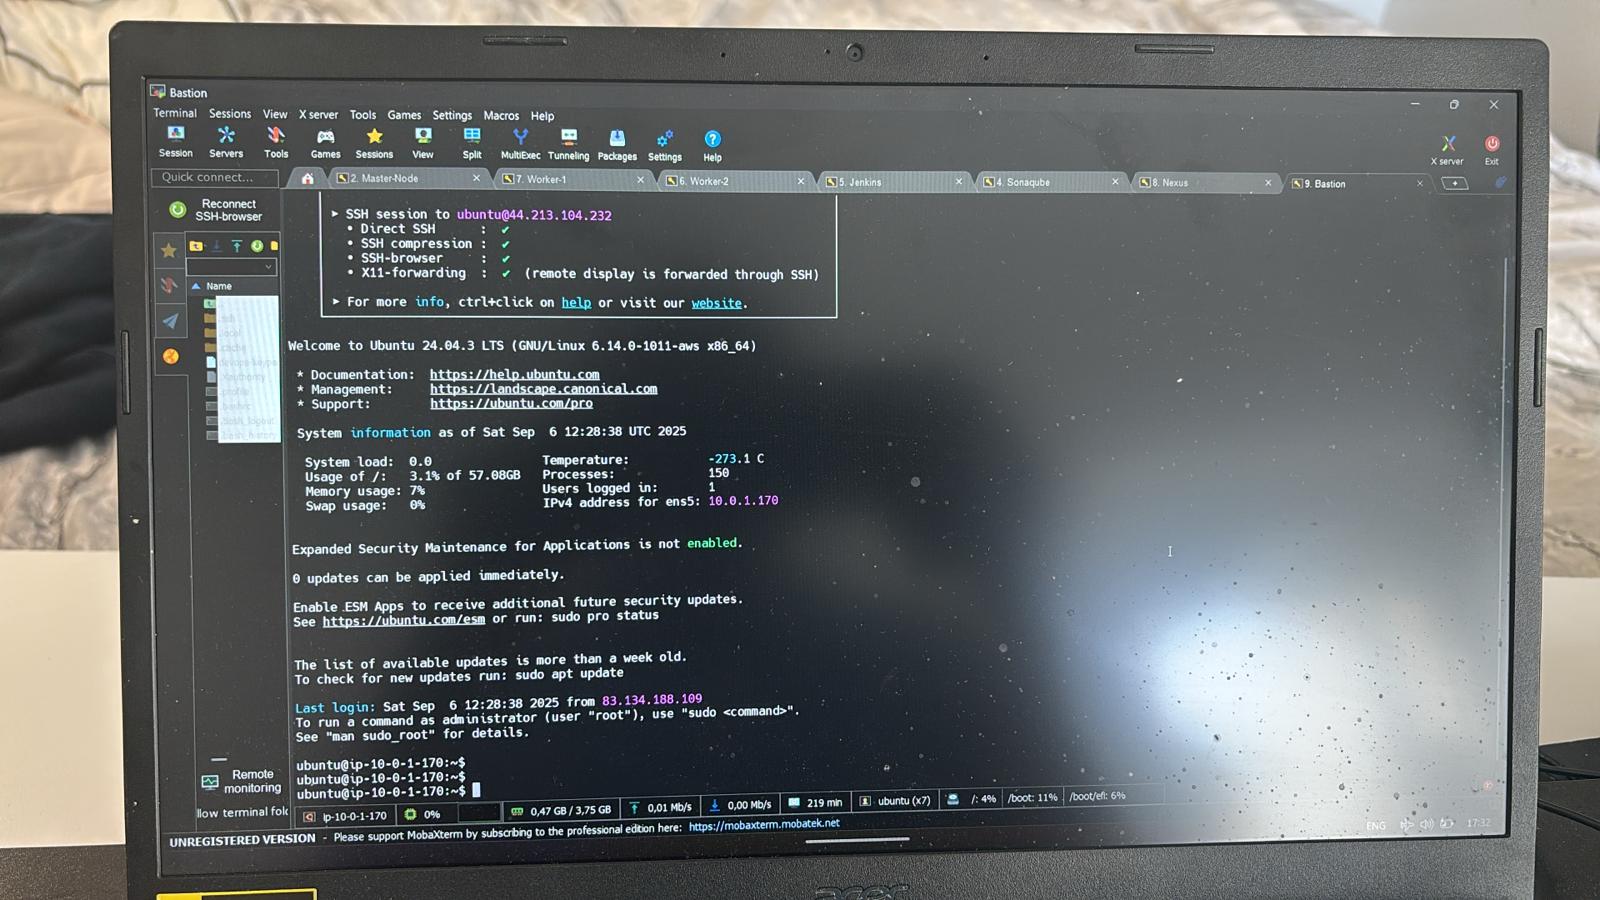 Bastion
Terminal Sessions View X server Tools Games Settings Macros Help
Session Servers Tools Games Sessions View Split MultiExec Tunneling Packages Settings Help
X server Exit
Quick connect...
2. Master-Node
7. Worker-1
6. Worker-2
5. Jenkins
4. Sonaqube
8. Nexus
9. Bastion
Reconnect
SSH-browser
Name
.ssh
.local
.cache
.profile
.bashrc
.bash_logout
.bash_history
▸ SSH session to ubuntu@44.213.104.232
• Direct SSH : ✔
• SSH compression : ✔
• SSH-browser : ✔
• X11-forwarding : ✔ (remote display is forwarded through SSH)
▸ For more info, ctrl+click on help or visit our website.
Welcome to Ubuntu 24.04.3 LTS (GNU/Linux 6.14.0-1011-aws x86_64)
* Documentation: https://help.ubuntu.com
* Management: https://landscape.canonical.com
* Support: https://ubuntu.com/pro
System information as of Sat Sep 6 12:28:38 UTC 2025
System load: 0.0 Temperature: -273.1 C
Usage of /: 3.1% of 57.08GB Processes: 150
Memory usage: 7% Users logged in: 1
Swap usage: 0% IPv4 address for ens5: 10.0.1.170
Expanded Security Maintenance for Applications is not enabled.
0 updates can be applied immediately.
Enable ESM Apps to receive additional future security updates.
See https://ubuntu.com/esm or run: sudo pro status
The list of available updates is more than a week old.
To check for new updates run: sudo apt update
Last login: Sat Sep 6 12:28:38 2025 from 83.134.188.109
To run a command as administrator (user "root"), use "sudo <command>".
See "man sudo_root" for details.
ubuntu@ip-10-0-1-170:~$
ubuntu@ip-10-0-1-170:~$
ubuntu@ip-10-0-1-170:~$
Remote
monitoring
llow terminal fol
ip-10-0-1-170 0% 0,47 GB / 3,75 GB 0,01 Mb/s 0,00 Mb/s 219 min ubuntu (x7) /: 4% /boot: 11% /boot/efi: 6%
UNREGISTERED VERSION - Please support MobaXterm by subscribing to the professional edition here: https://mobaxterm.mobatek.net
ENG 17:32
acer